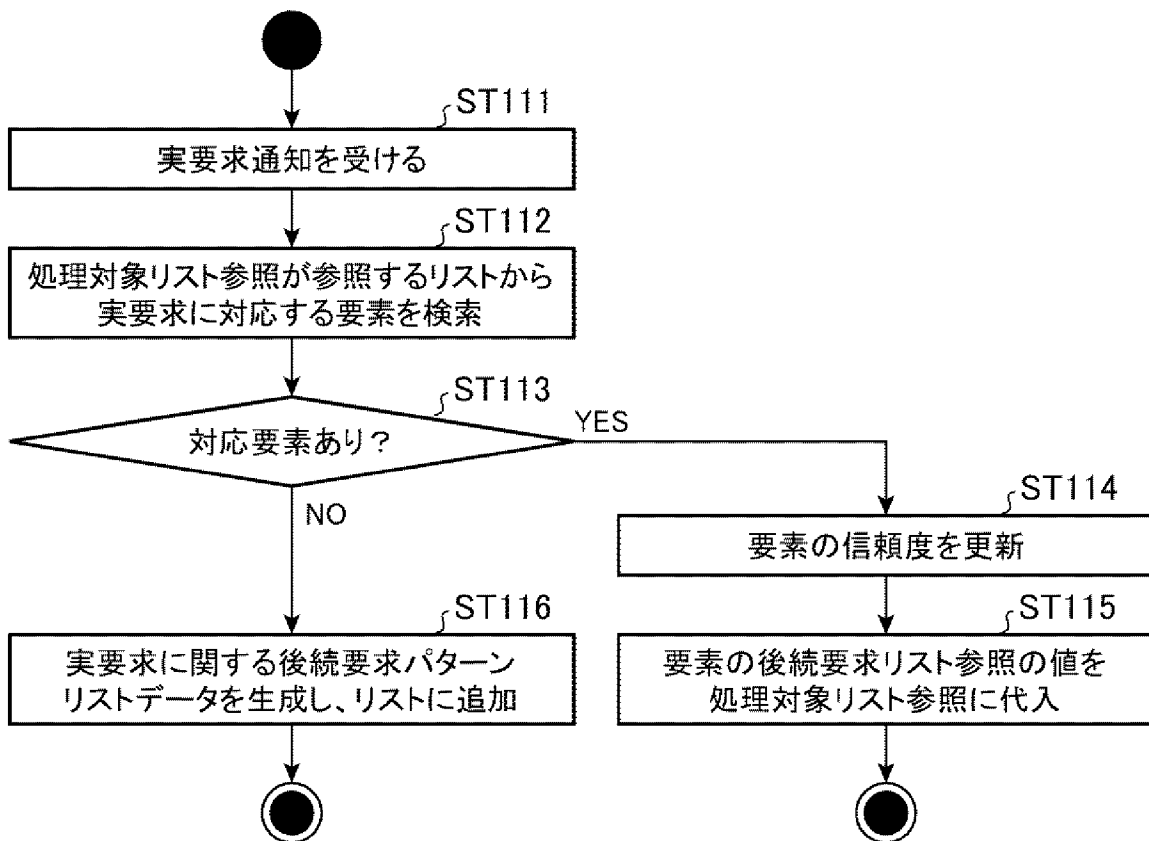 ST111
実要求通知を受ける
ST112
処理対象リスト参照が参照するリストから
実要求に対応する要素を検索
ST113
対応要素あり？
YES
NO
ST114
要素の信頼度を更新
ST115
要素の後続要求リスト参照の値を
処理対象リスト参照に代入
ST116
実要求に関する後続要求パターン
リストデータを生成し、リストに追加